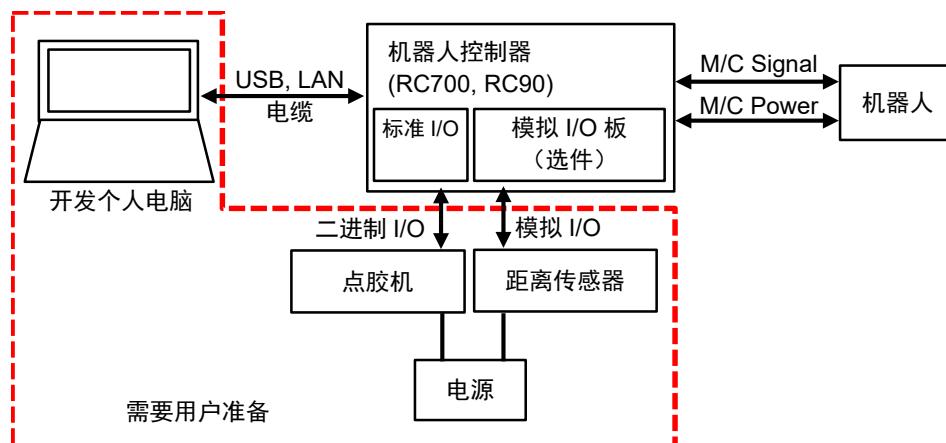 机器人控制器
(RC700, RC90)
USB, LAN
电缆
标准 I/O
模拟 I/O 板
（选件）
M/C Signal
M/C Power
机器人
开发个人电脑
二进制 I/O
模拟 I/O
点胶机
距离传感器
电源
需要用户准备